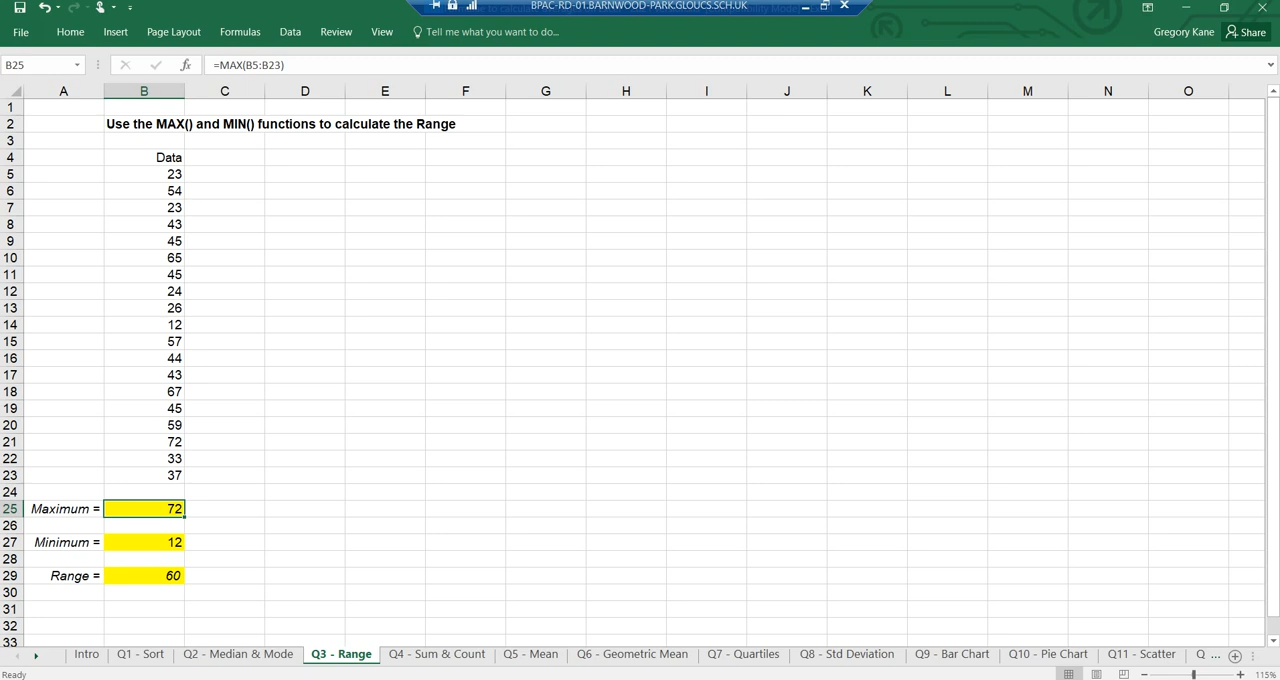 BPAC-RD-01.BARNWOOD-PARK.GLOUCS.SCH.UK
File Home Insert Page Layout Formulas Data Review View Tell me what you want to do... Gregory Kane Share
B25 fx =MAX(B5:B23)
A B C D E F G H I J K L M N O
1
2 Use the MAX() and MIN() functions to calculate the Range
3
4 Data
5 23
6 54
7 23
8 43
9 45
10 65
11 45
12 24
13 26
14 12
15 57
16 44
17 43
18 67
19 45
20 59
21 72
22 33
23 37
24
25 Maximum = 72
26
27 Minimum = 12
28
29 Range = 60
30
31
32
33
Intro Q1 - Sort Q2 - Median & Mode Q3 - Range Q4 - Sum & Count Q5 - Mean Q6 - Geometric Mean Q7 - Quartiles Q8 - Std Deviation Q9 - Bar Chart Q10 - Pie Chart Q11 - Scatter Q ...
Ready 115%